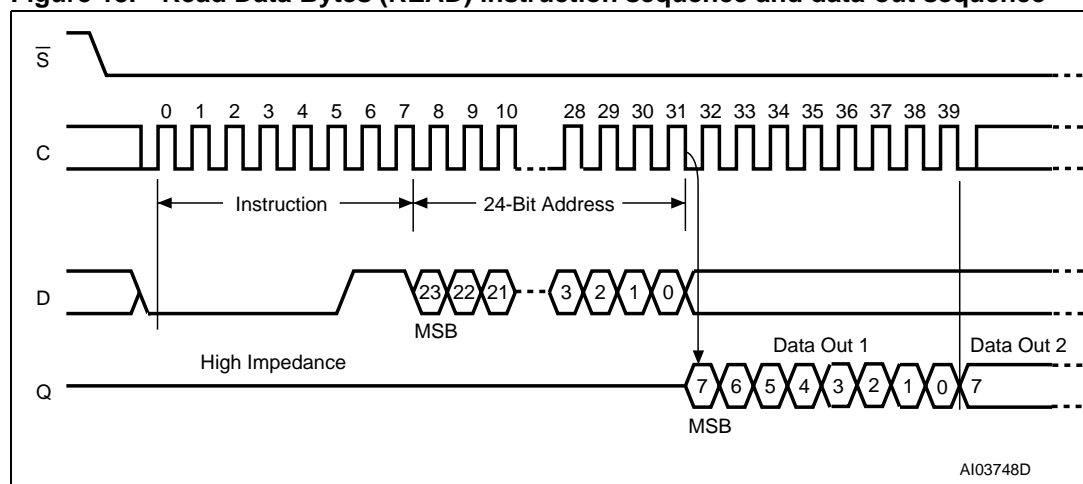 Figure 13. Read Data Bytes (READ) instruction sequence and data-out sequence
S
0 1 2 3 4 5 6 7 8 9 10 28 29 30 31 32 33 34 35 36 37 38 39
C
Instruction 24-Bit Address
D 23 22 21 3 2 1 0
MSB
High Impedance Data Out 1 Data Out 2
Q 7 6 5 4 3 2 1 0 7
MSB
AI03748D